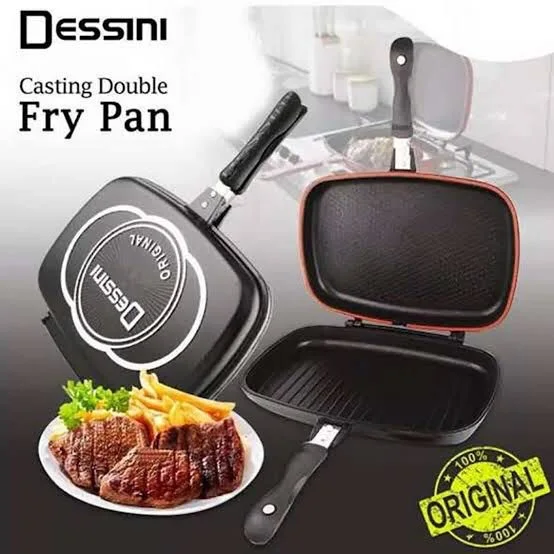 DESSINI
Casting Double
Fry Pan
DESSINI
ORIGINAL
100%
ORIGINAL
100%